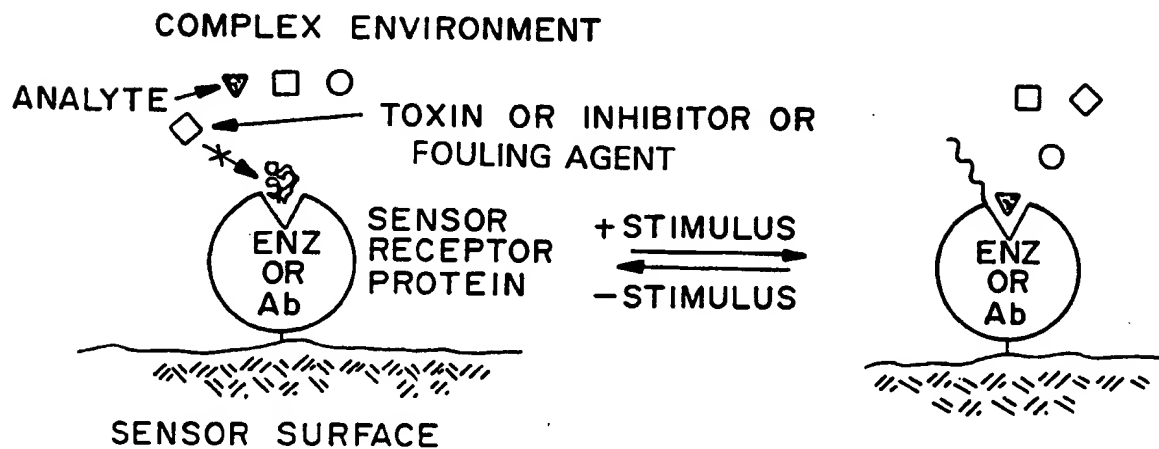 COMPLEX ENVIRONMENT
ANALYTE
TOXIN OR INHIBITOR OR
FOULING AGENT
SENSOR
RECEPTOR
PROTEIN
ENZ
OR
Ab
+STIMULUS
-STIMULUS
ENZ
OR
Ab
SENSOR SURFACE